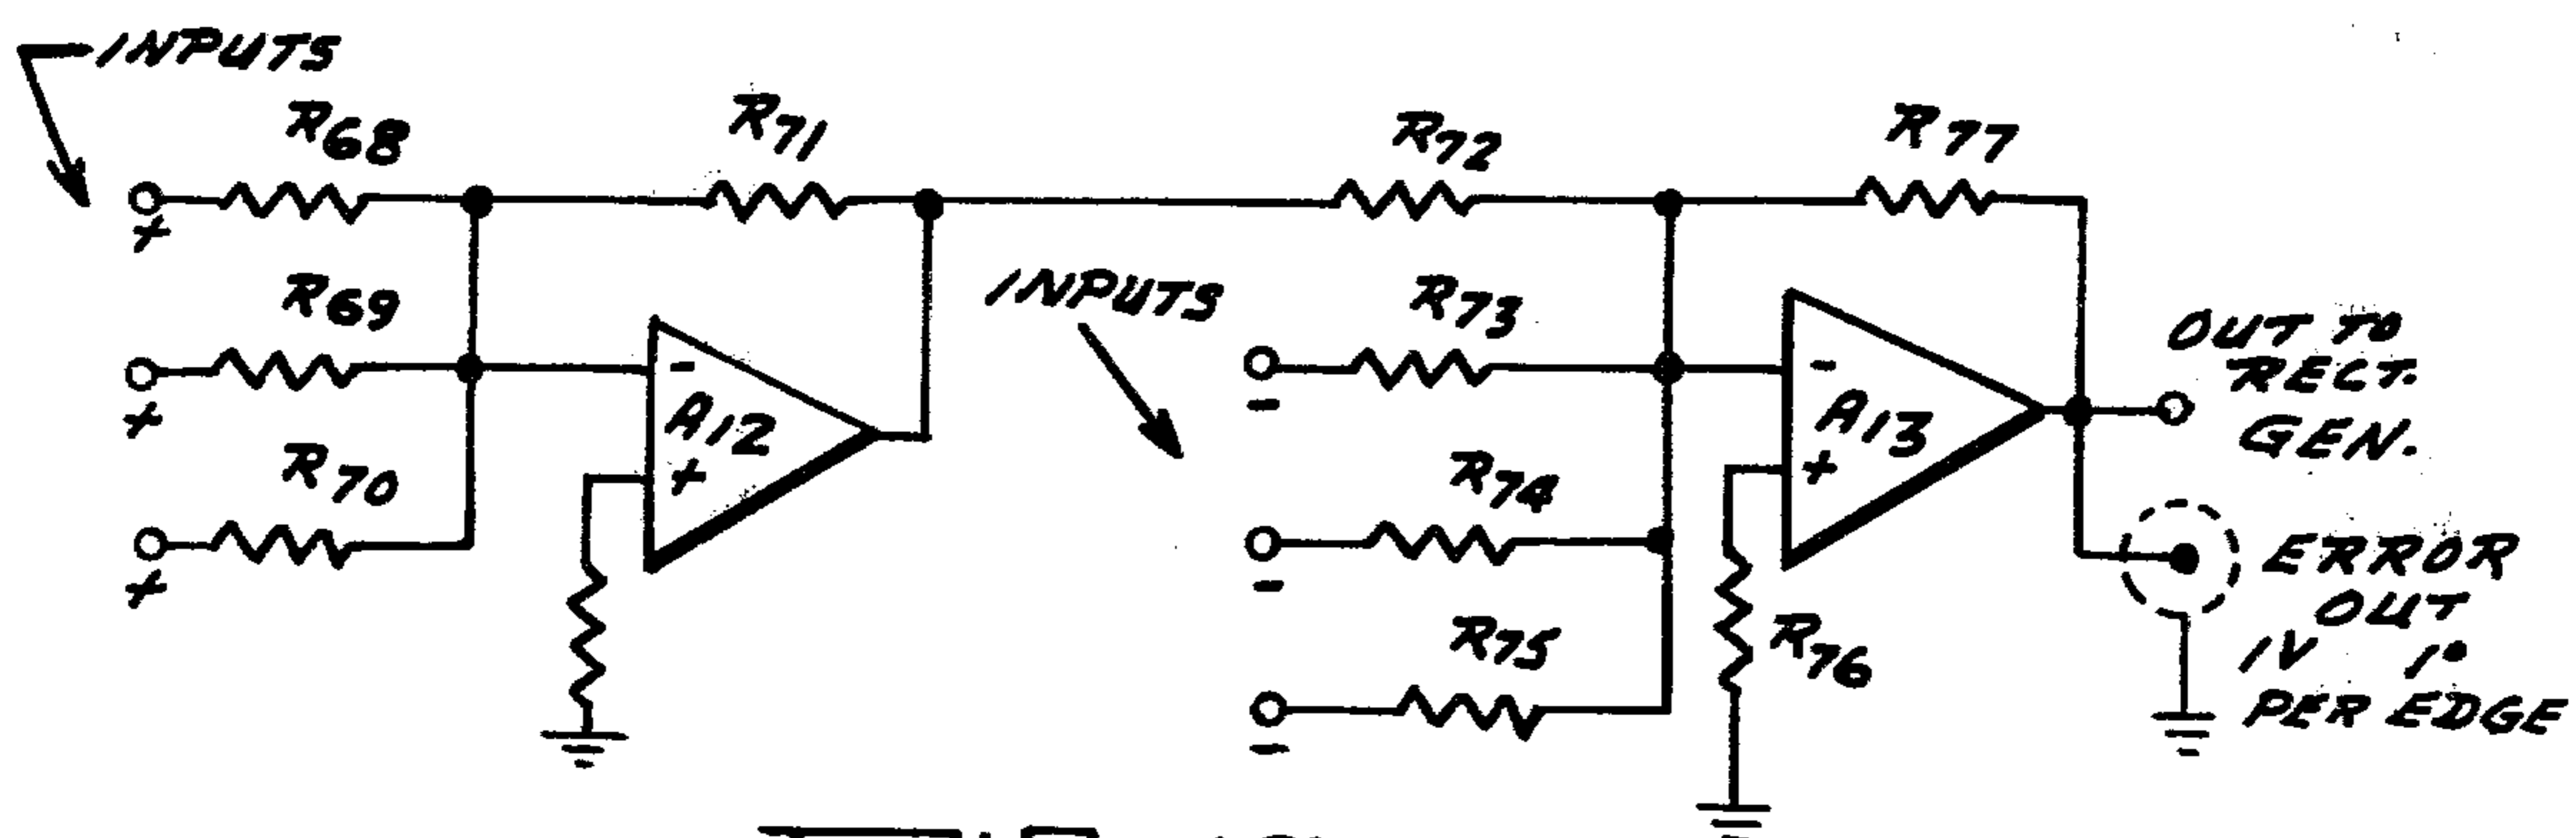 INPUTS
R68
R71
R72
R77
+
R69
INPUTS
R73
-
A12
+
-
A13
+
OUT TO
RECT.
GEN.
+
R70
-
R74
+
-
R75
R76
-
ERROR
OUT
1V 1°
PER EDGE